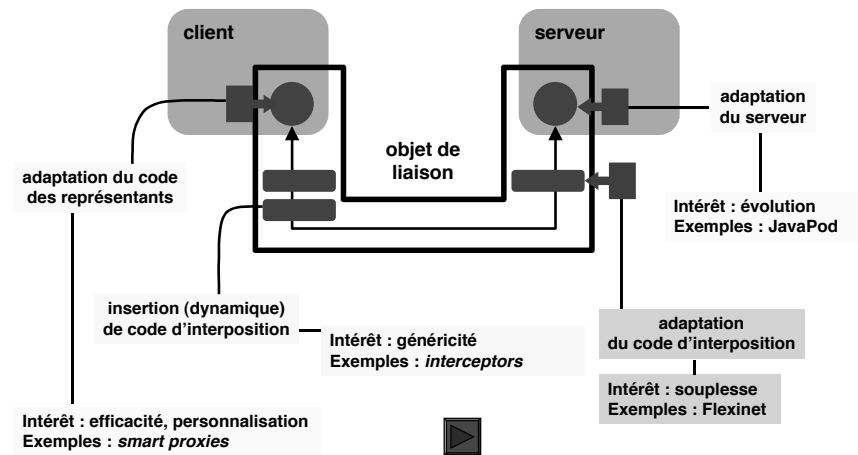 client
serveur
adaptation
du serveur
objet de
liaison
adaptation du code
des représentants
Intérêt : évolution
Exemples : JavaPod
insertion (dynamique)
de code d’interposition
Intérêt : généricité
Exemples : interceptors
adaptation
du code d’interposition
Intérêt : souplesse
Exemples : Flexinet
Intérêt : efficacité, personnalisation
Exemples : smart proxies